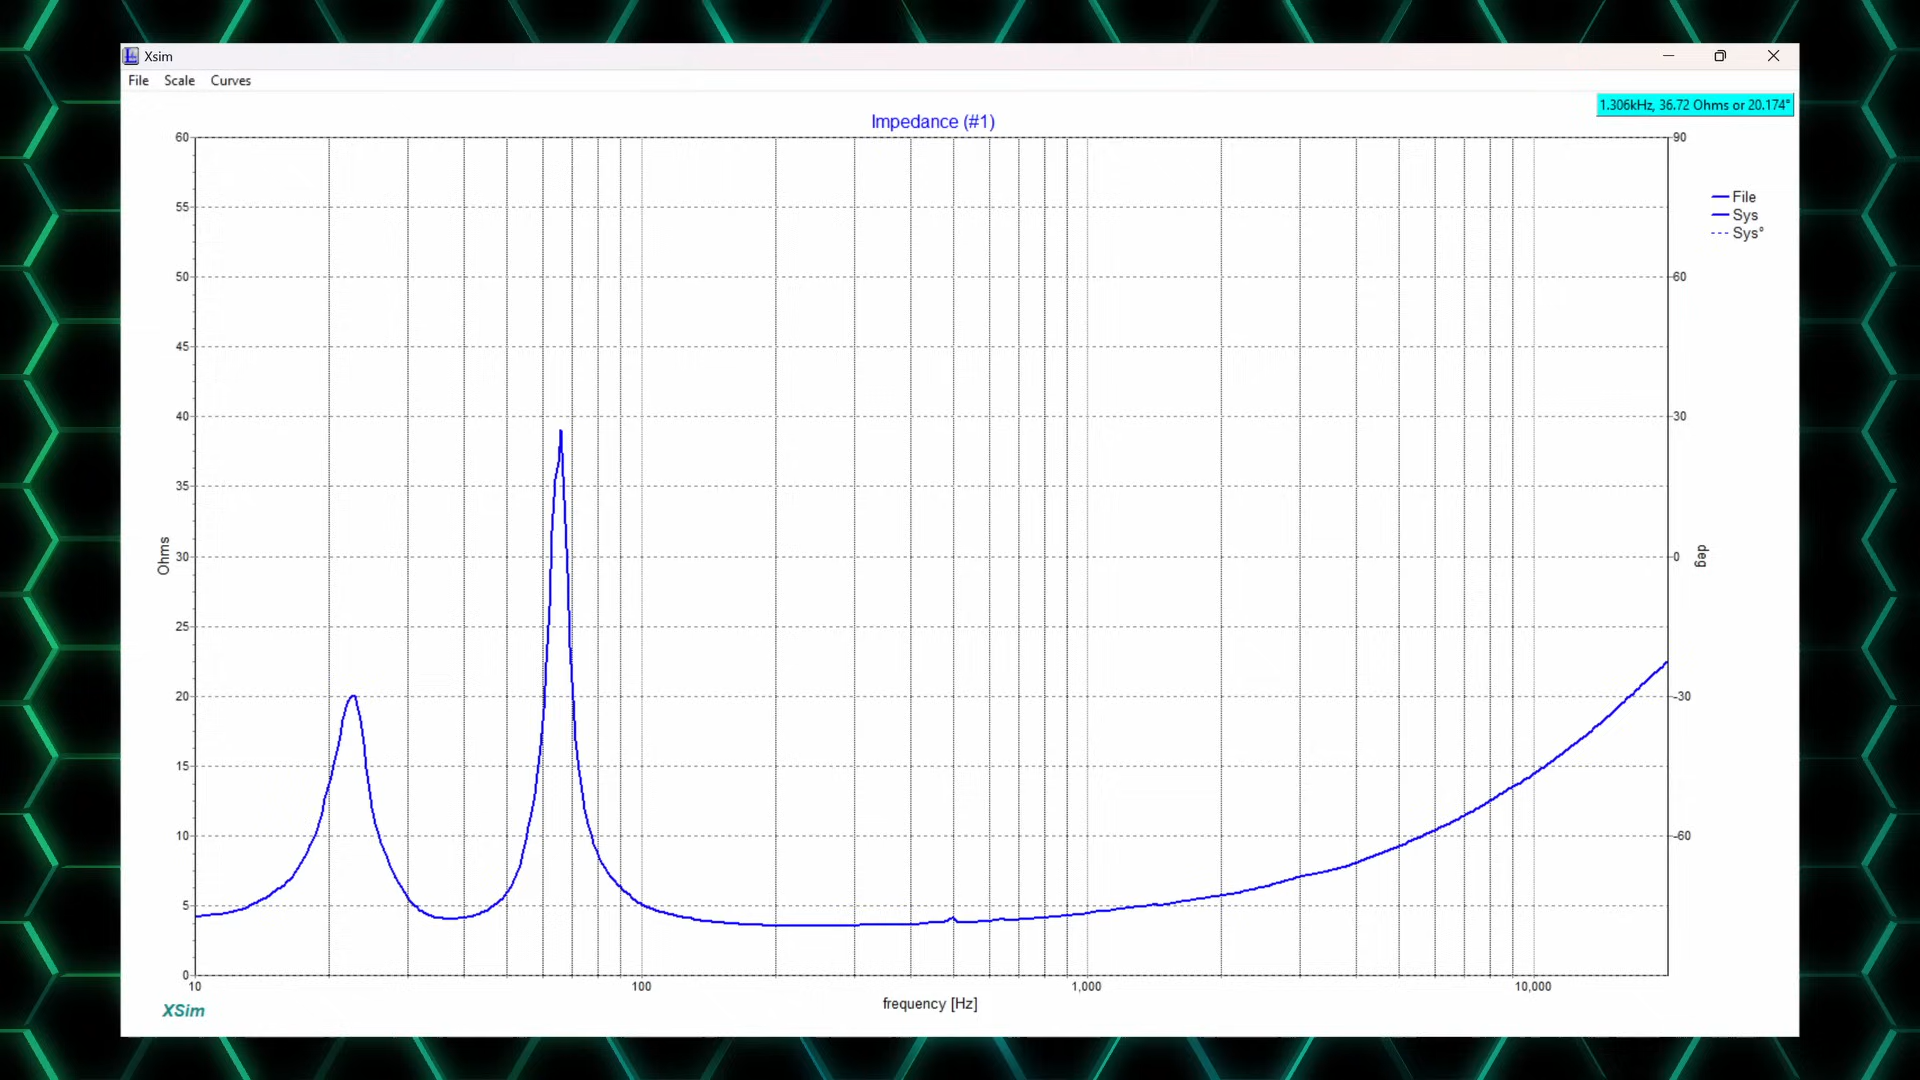 Xsim
File Scale Curves
1.306kHz, 36.72 Ohms or 20.174°
Impedance (#1)
60
55
50
45
40
35
30
25
20
15
10
5
0
Ohms
90
60
30
0
-30
-60
deg
File
Sys
Sys°
10 100 1,000 10,000
frequency [Hz]
XSim